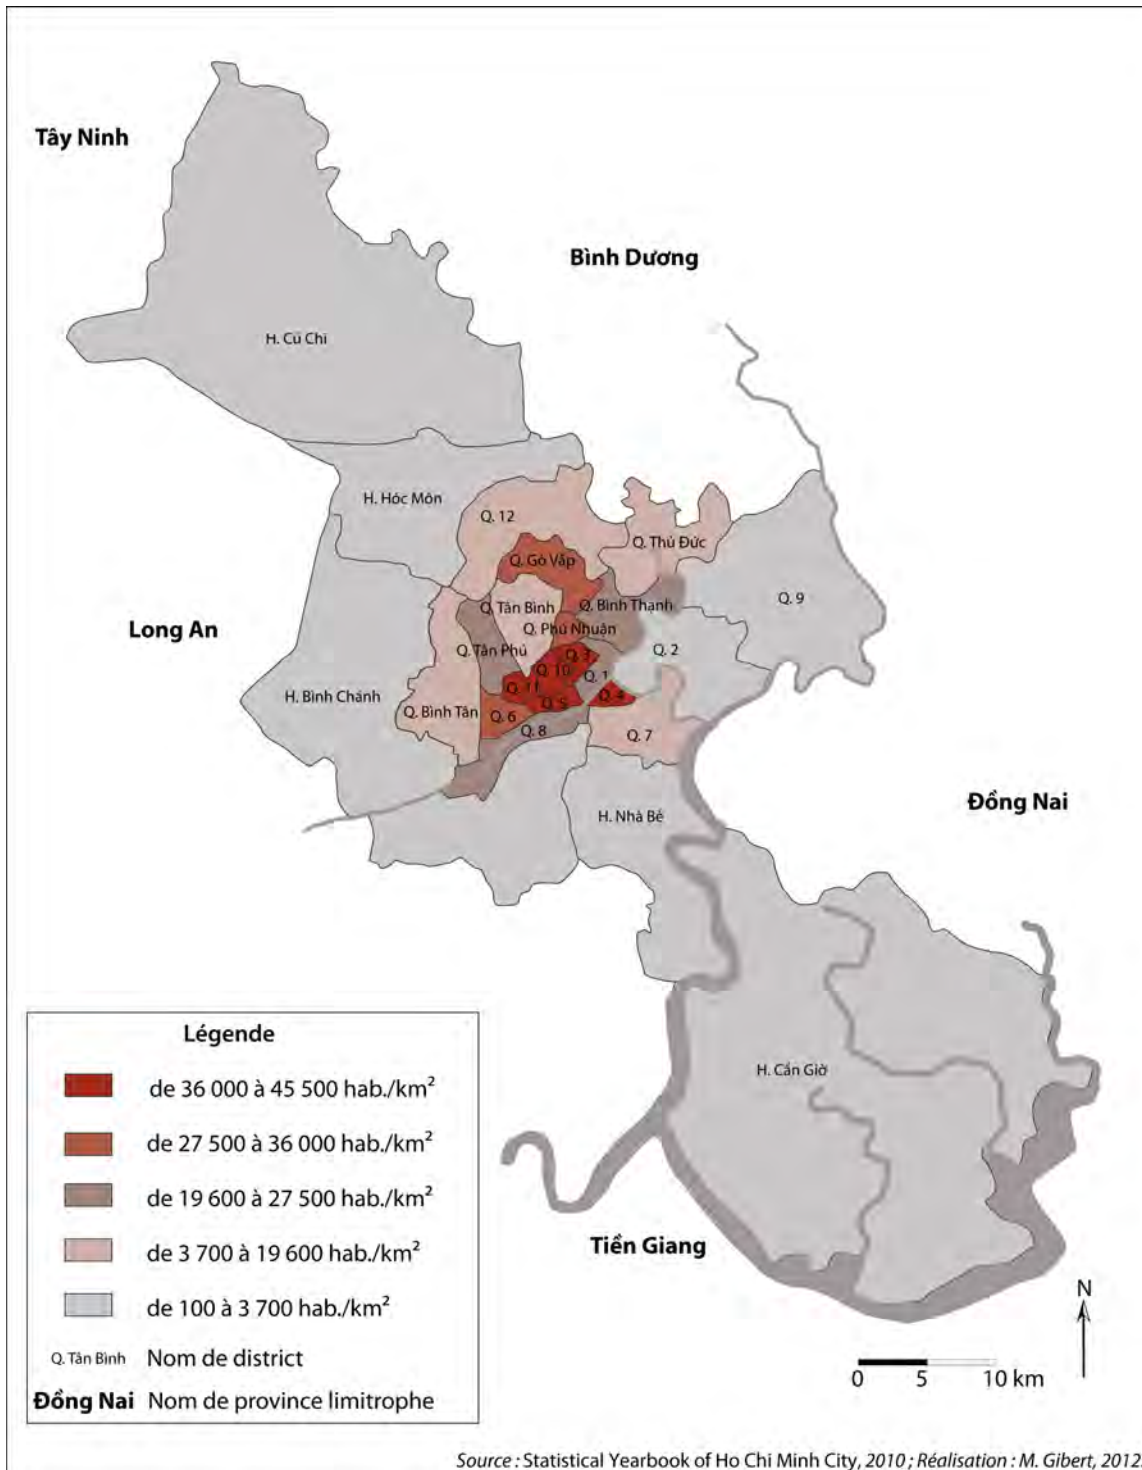 Tây Ninh
Bình Dương
H. Củ Chi
H. Hóc Môn
Q. 12
Q. Thủ Đức
Q. Gò Vắp
Q. 9
Q. Tân Bình
Q. Bình Thạnh
Long An
Q. Phú Nhuận
Q. Tân Phú
Q. 2
Q. 3
Q. 10
Q. 1
Q. 11
H. Bình Chánh
Q. 4
Q. 5
Q. Bình Tân
Q. 6
Q. 8
Q. 7
Đồng Nai
H. Nhà Bè
H. Cần Giờ
Légende
de 36 000 à 45 500 hab./km²
de 27 500 à 36 000 hab./km²
de 19 600 à 27 500 hab./km²
de 3 700 à 19 600 hab./km²
de 100 à 3 700 hab./km²
Q. Tân Bình Nom de district
Đồng Nai Nom de province limitrophe
Tiền Giang
N
0 5 10 km
Source : Statistical Yearbook of Ho Chi Minh City, 2010 ; Réalisation : M. Gibert, 2012.